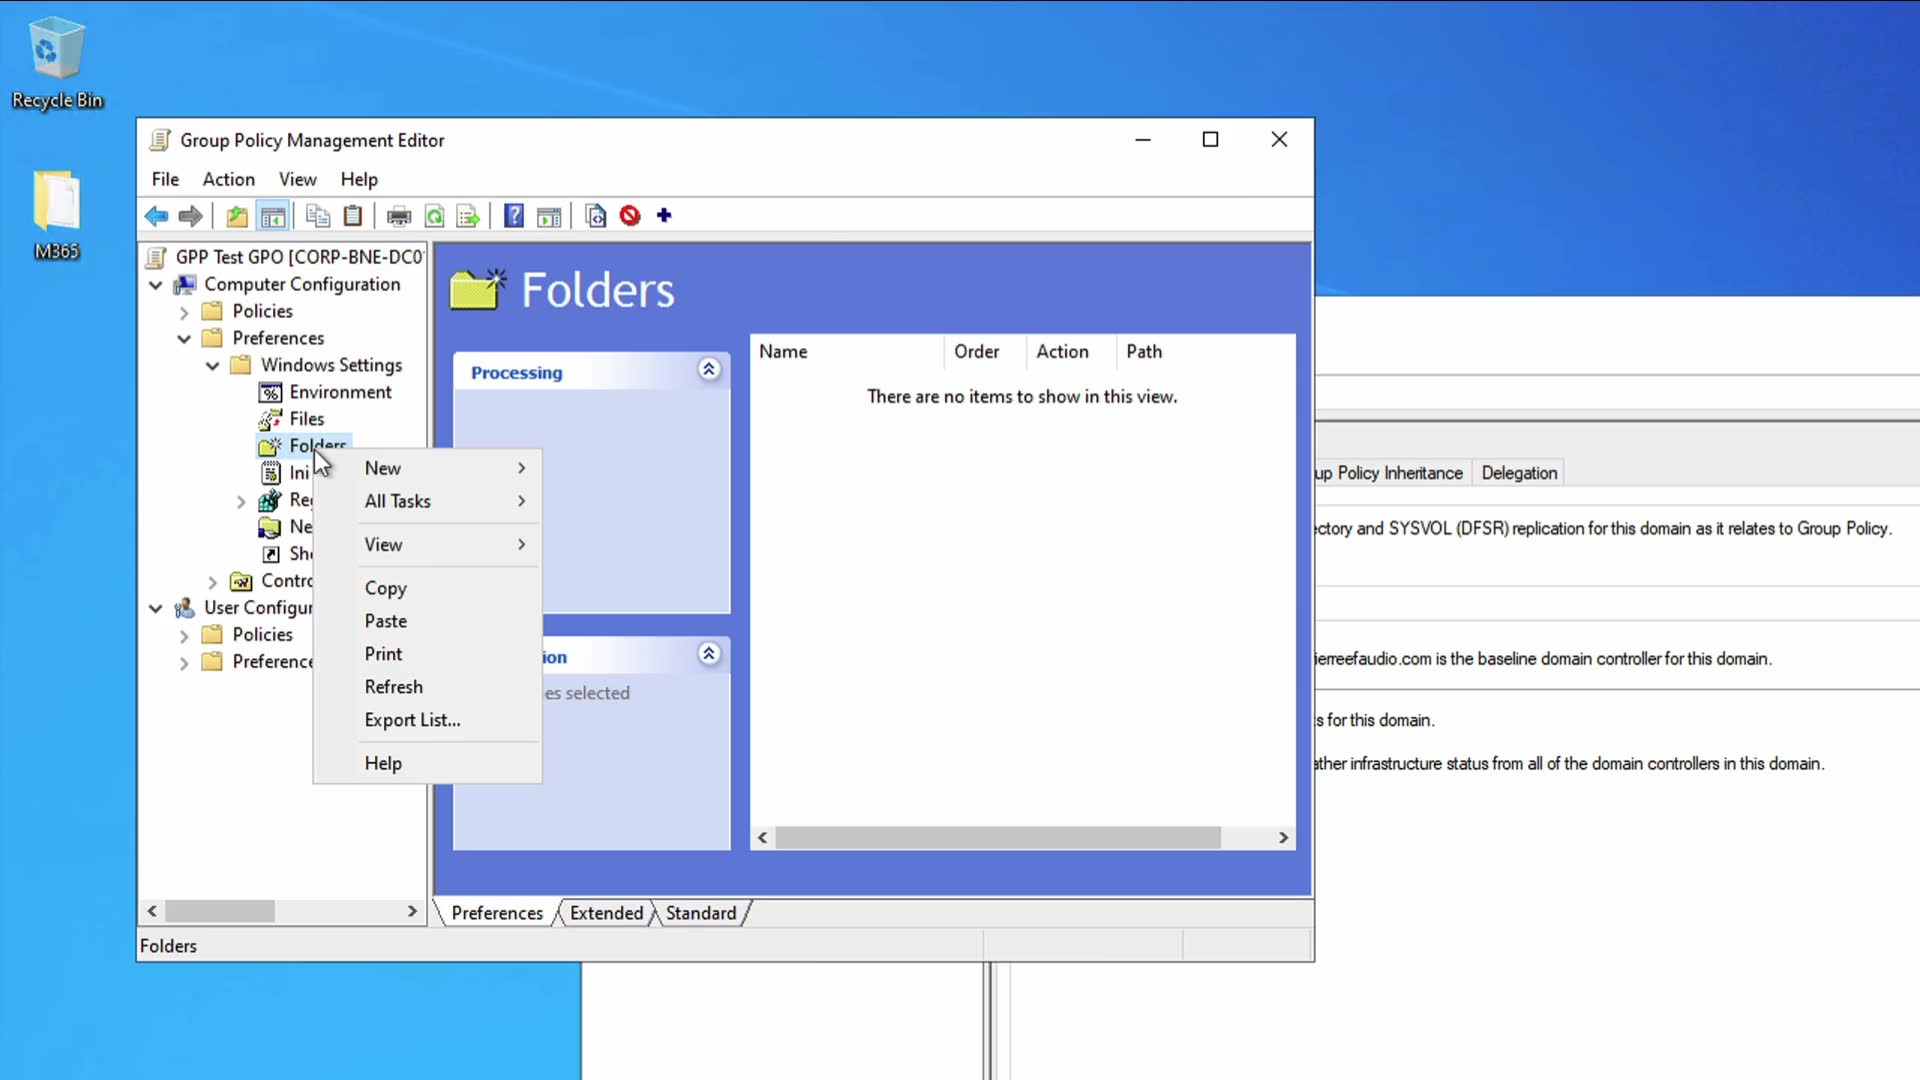 Recycle Bin
M365
Group Policy Management Editor
File Action View Help
GPP Test GPO [CORP-BNE-DC0
Computer Configuration
Policies
Preferences
Windows Settings
Environment
Files
Folders
Ini
Re
Ne
Sh
Contro
User Configur
Policies
Preference
New
All Tasks
View
Copy
Paste
Print
Refresh
Export List...
Help
Folders
Processing
ion
es selected
Name Order Action Path
There are no items to show in this view.
Preferences Extended Standard
Folders
up Policy Inheritance Delegation
ectory and SYSVOL (DFSR) replication for this domain as it relates to Group Policy.
ierreefaudio.com is the baseline domain controller for this domain.
s for this domain.
ather infrastructure status from all of the domain controllers in this domain.